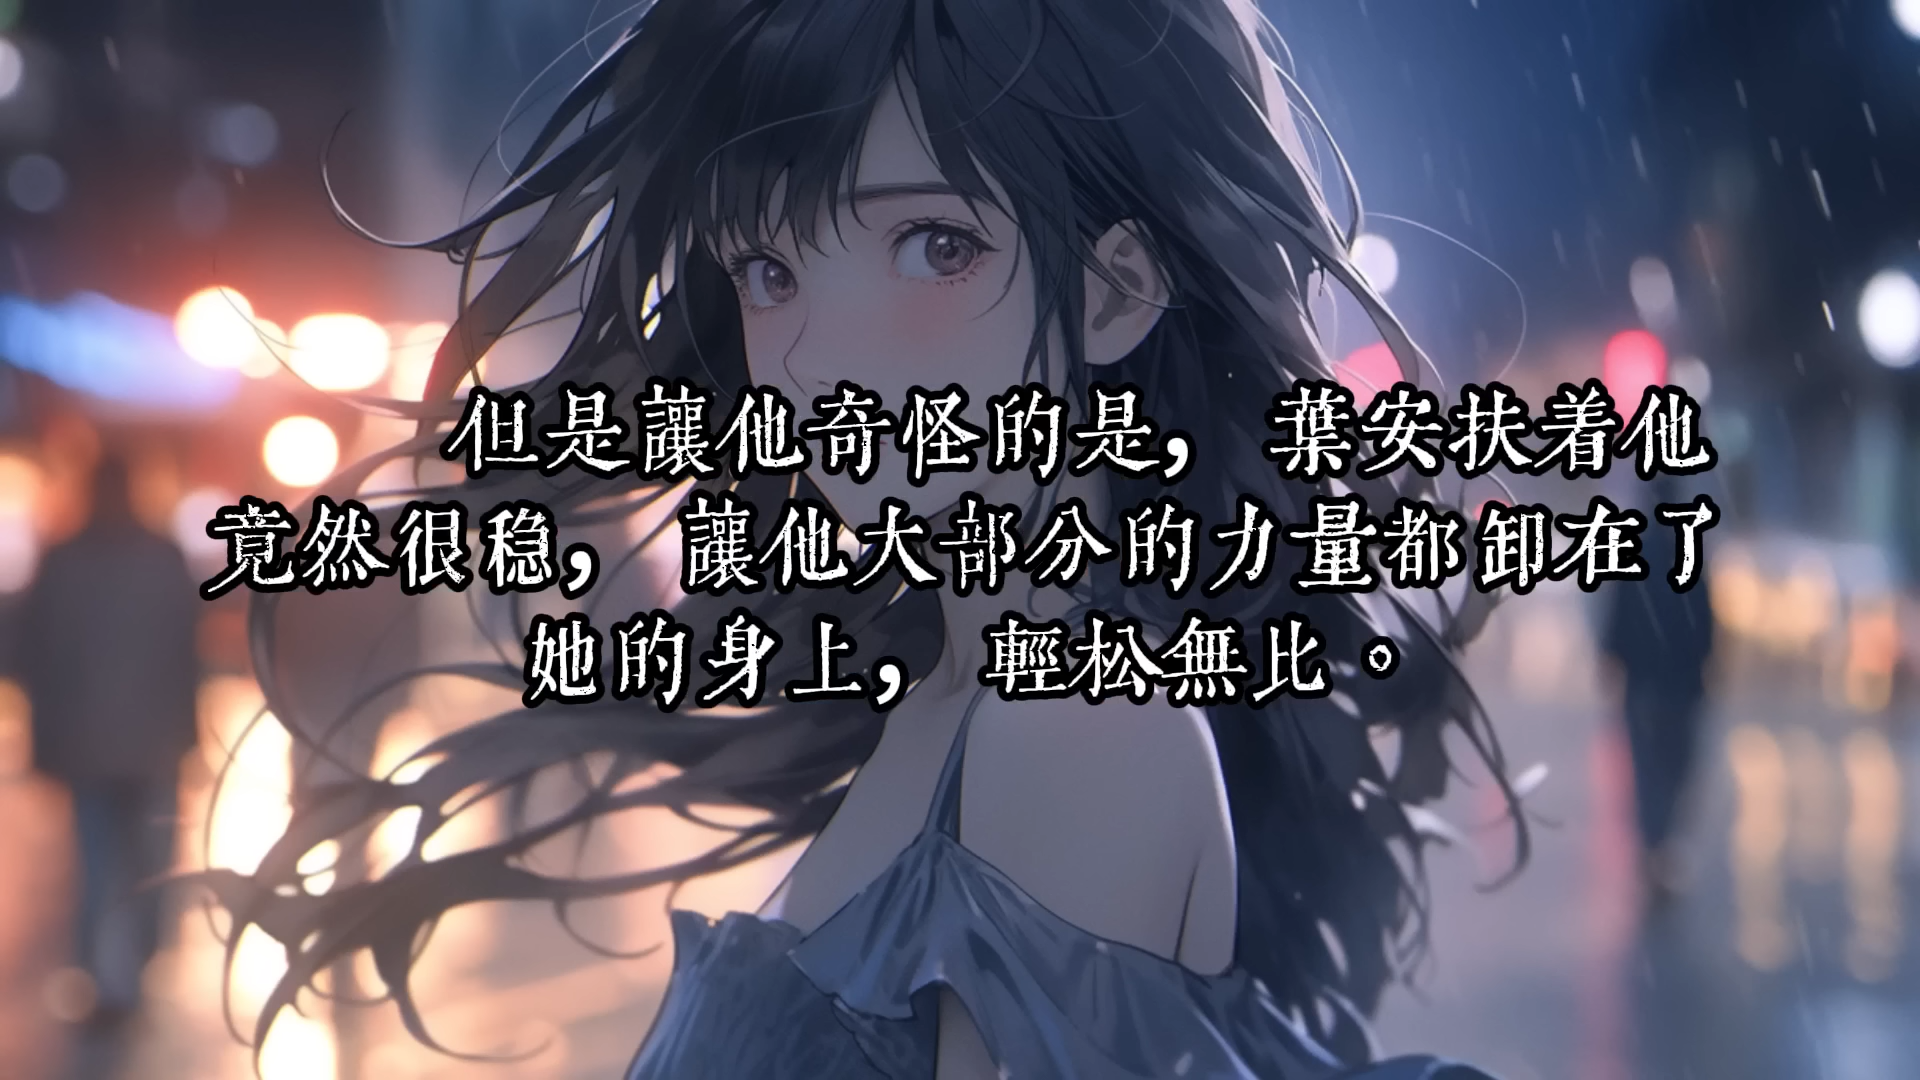 但是讓他奇怪的是，葉安扶着他
竟然很穩，讓他大部分的力量都卸在了
她的身上，輕松無比。